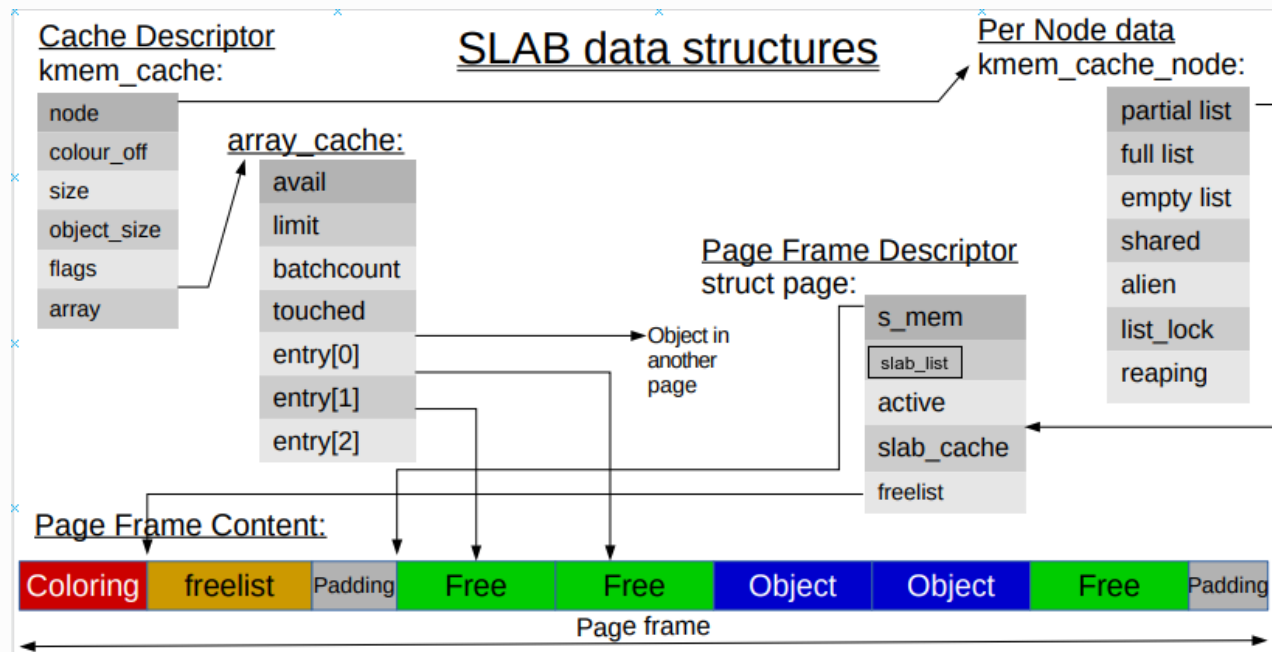 SLAB data structures
Cache Descriptor
kmem_cache:
node
colour_off
size
object_size
flags
array
array_cache:
avail
limit
batchcount
touched
entry[0]
entry[1]
entry[2]
Object in
another
page
Page Frame Descriptor
struct page:
s_mem
slab_list
active
slab_cache
freelist
Per Node data
kmem_cache_node:
partial list
full list
empty list
shared
alien
list_lock
reaping
Page Frame Content:
Coloring freelist Padding Free Free Object Object Free Padding
Page frame